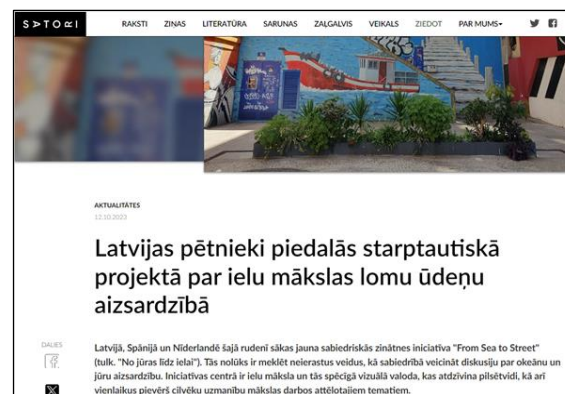 SATORI RAKSTI ZIŅAS LITERATŪRA SARUNAS ZAĻGALVIS VEIKALS ZIEDOT PAR MUMS
AKTUALITĀTES
12.10.2023
Latvijas pētnieki piedalās starptautiskā
projektā par ielu mākslas lomu ūdeņu
aizsardzībā
DALIES
Latvijā, Spānijā un Nīderlandē šajā rudenī sākas jauna sabiedriskās zinātnes iniciatīva "From Sea to Street"
(tulk. "No jūras līdz ielai"). Tās nolūks ir meklēt neierastus veidus, kā sabiedrībā veicināt diskusiju par okeānu un
jūru aizsardzību. Iniciatīvas centrā ir ielu māksla un tās spēcīgā vizuālā valoda, kas atdzīvina pilsētvidi, kā arī
vienlaikus pievērš cilvēku uzmanību mākslas darbos attēlotajiem tematiem.